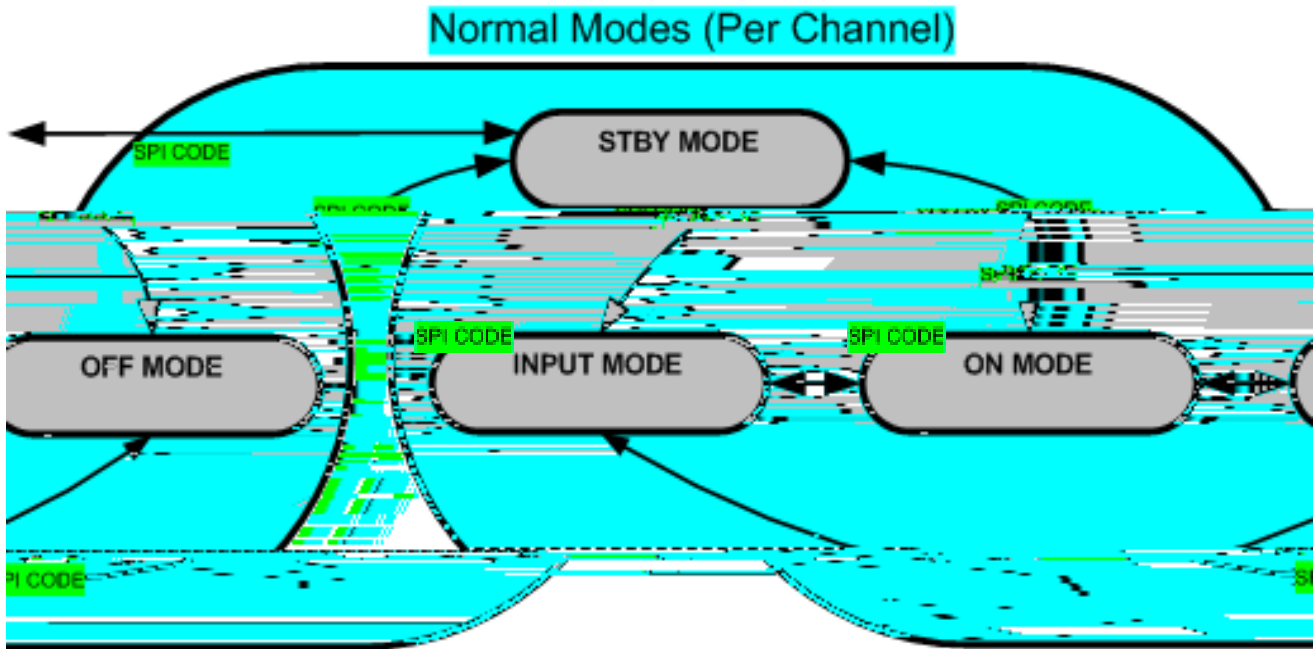 Normal Modes (Per Channel)
STBY MODE
SPI CODE
SPI CODE
SPI CODE
SPI CODE
SPI CODE
OFF MODE
INPUT MODE
ON MODE
PI CODE